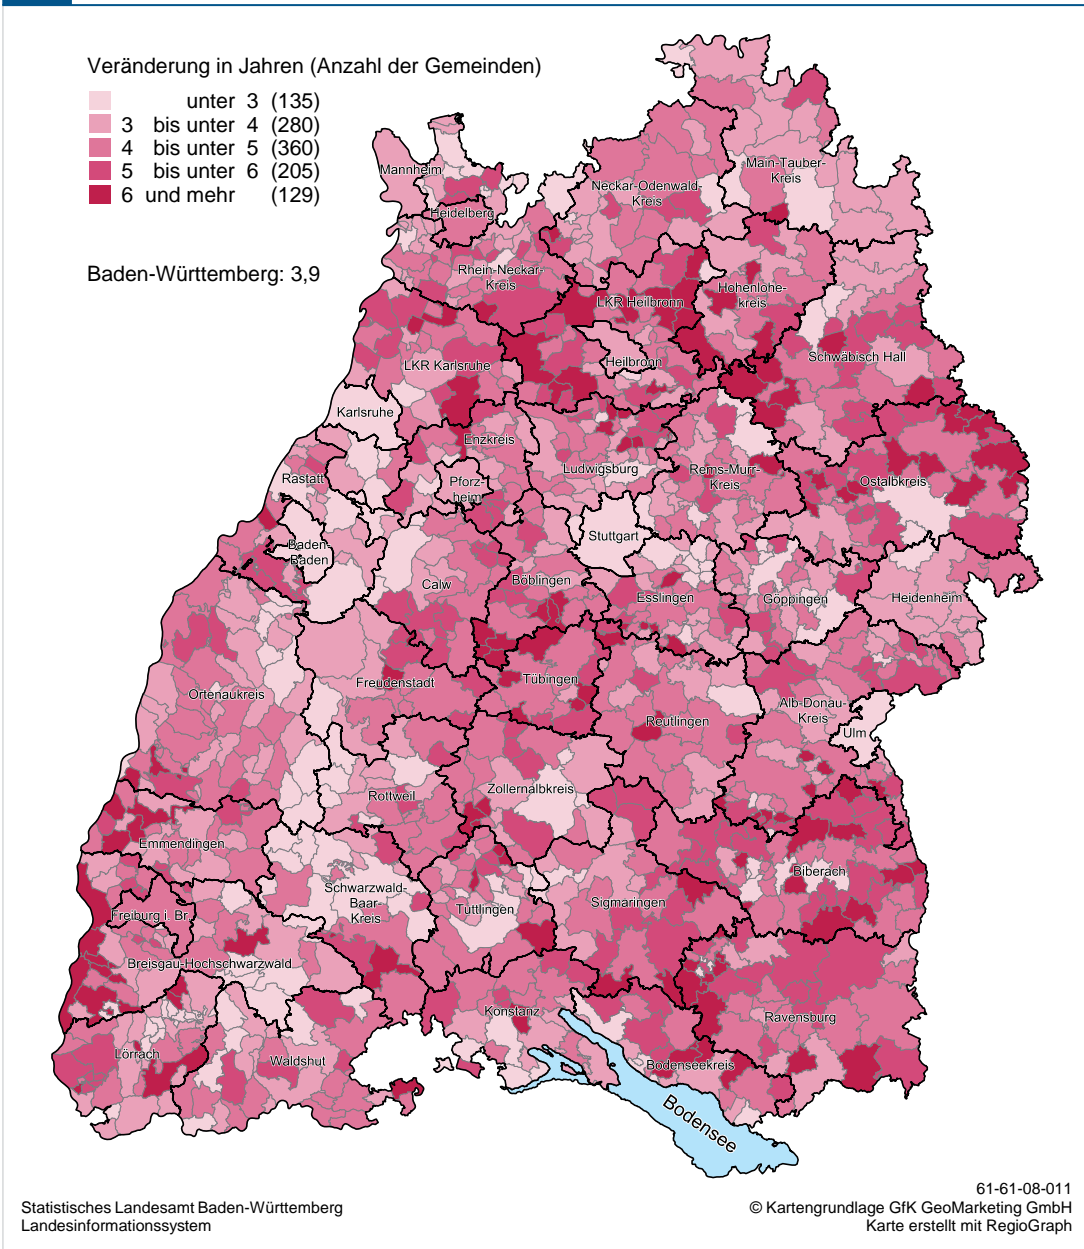 Veränderung in Jahren (Anzahl der Gemeinden)
unter 3 (135)
3 bis unter 4 (280)
4 bis unter 5 (360)
5 bis unter 6 (205)
6 und mehr (129)
Baden-Württemberg: 3,9
Mannheim
Heidelberg
Neckar-Odenwald-
Kreis
Main-Tauber-
Kreis
Rhein-Neckar-
Kreis
LKR Heilbronn
Hohenlohe-
kreis
Schwäbisch Hall
LKR Karlsruhe
Heilbronn
Karlsruhe
Enzkreis
Ludwigsburg
Rems-Murr-
Kreis
Ostalbkreis
Rastatt
Pforz-
heim
Stuttgart
Baden-
Baden
Calw
Böblingen
Esslingen
Göppingen
Heidenheim
Ortenaukreis
Freudenstadt
Tübingen
Reutlingen
Alb-Donau-
Kreis
Ulm
Rottweil
Zollernalbkreis
Emmendingen
Schwarzwald-
Baar-
Kreis
Tuttlingen
Sigmaringen
Biberach
Freiburg i. Br.
Breisgau-Hochschwarzwald
Konstanz
Ravensburg
Lörrach
Waldshut
Bodenseekreis
Bodensee
61-61-08-011
Statistisches Landesamt Baden-Württemberg
Landesinformationssystem
© Kartengrundlage GfK GeoMarketing GmbH
Karte erstellt mit RegioGraph